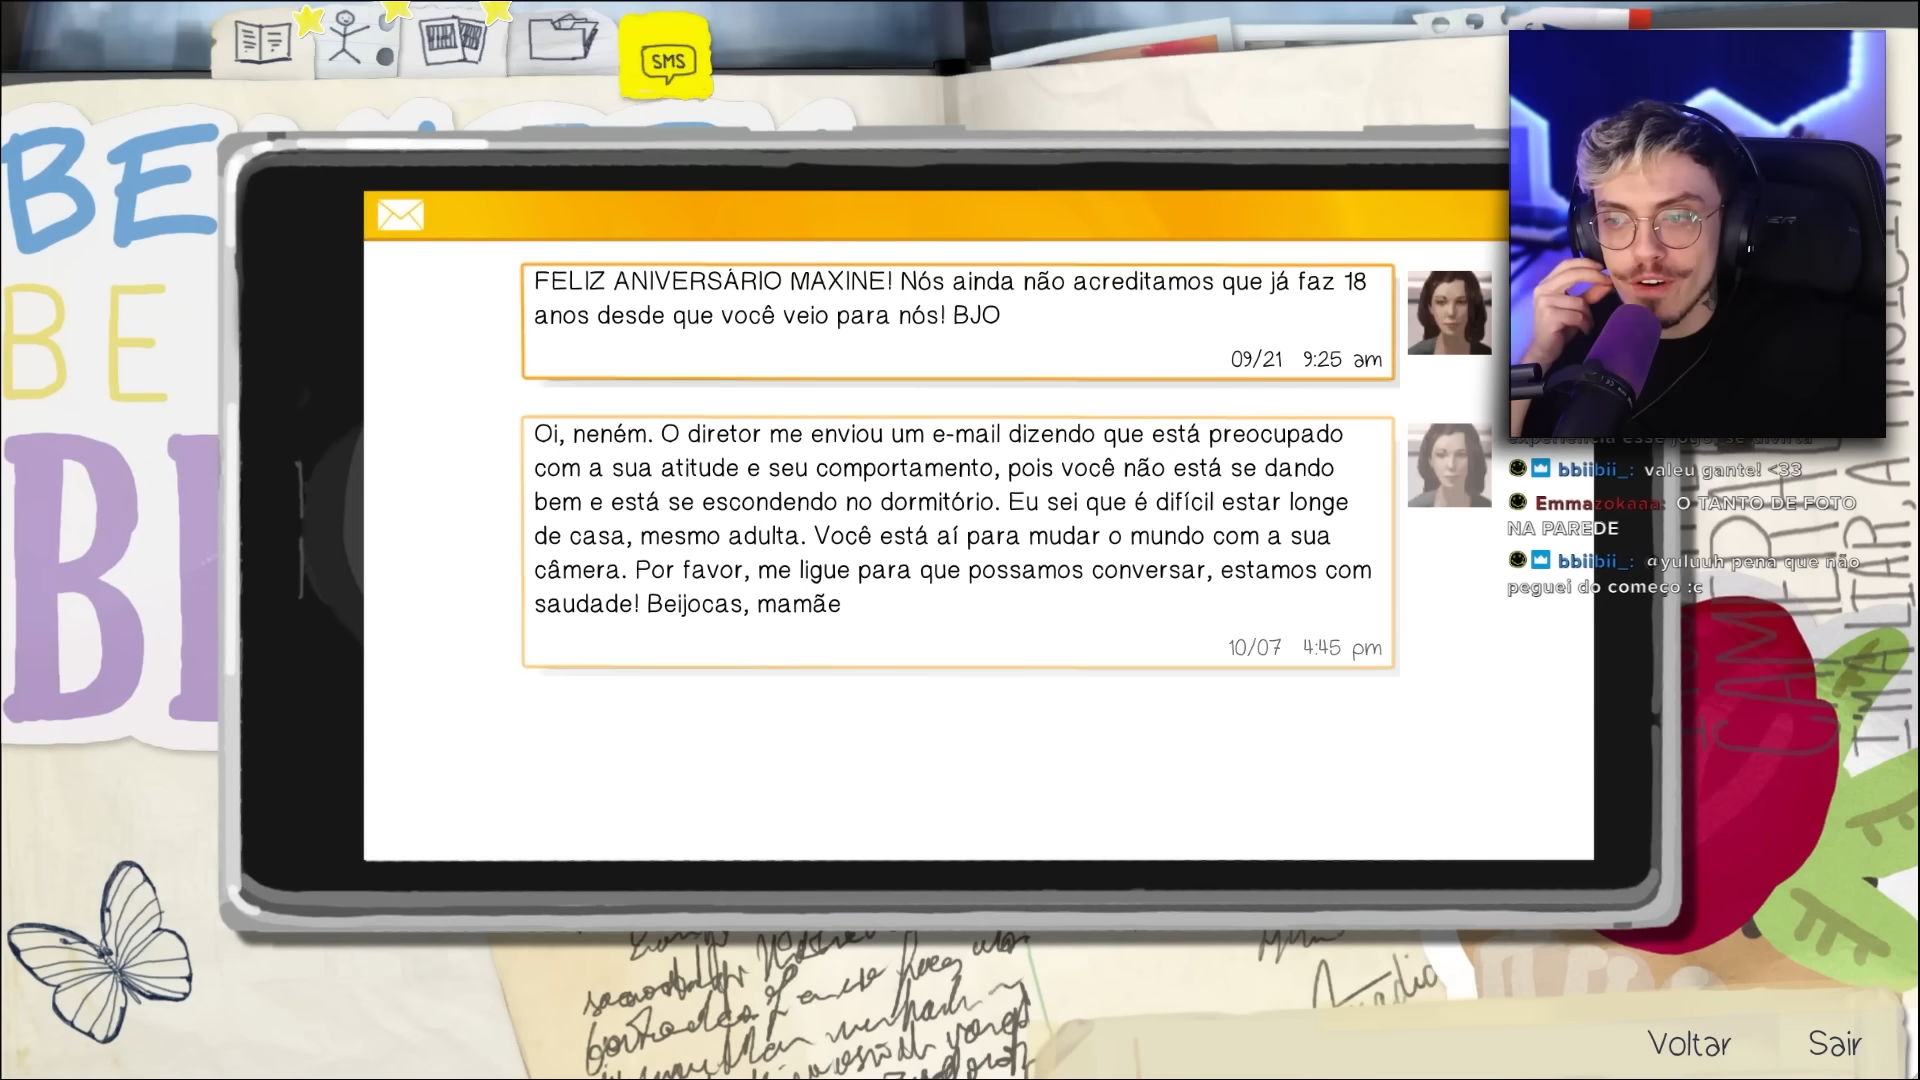 SMS
BE
BE
FELIZ ANIVERSÁRIO MAXINE! Nós ainda não acreditamos que já faz 18
anos desde que você veio para nós! BJO
09/21 9:25 am
Oi, neném. O diretor me enviou um e-mail dizendo que está preocupado
com a sua atitude e seu comportamento, pois você não está se dando
bem e está se escondendo no dormitório. Eu sei que é difícil estar longe
de casa, mesmo adulta. Você está aí para mudar o mundo com a sua
câmera. Por favor, me ligue para que possamos conversar, estamos com
saudade! Beijocas, mamãe
10/07 4:45 pm
bbiibii_: valeu gante! <33
Emmazokaaa: O TANTO DE FOTO
NA PAREDE
bbiibii_: @yuluuh pena que não
peguei do começo :c
Voltar Sair